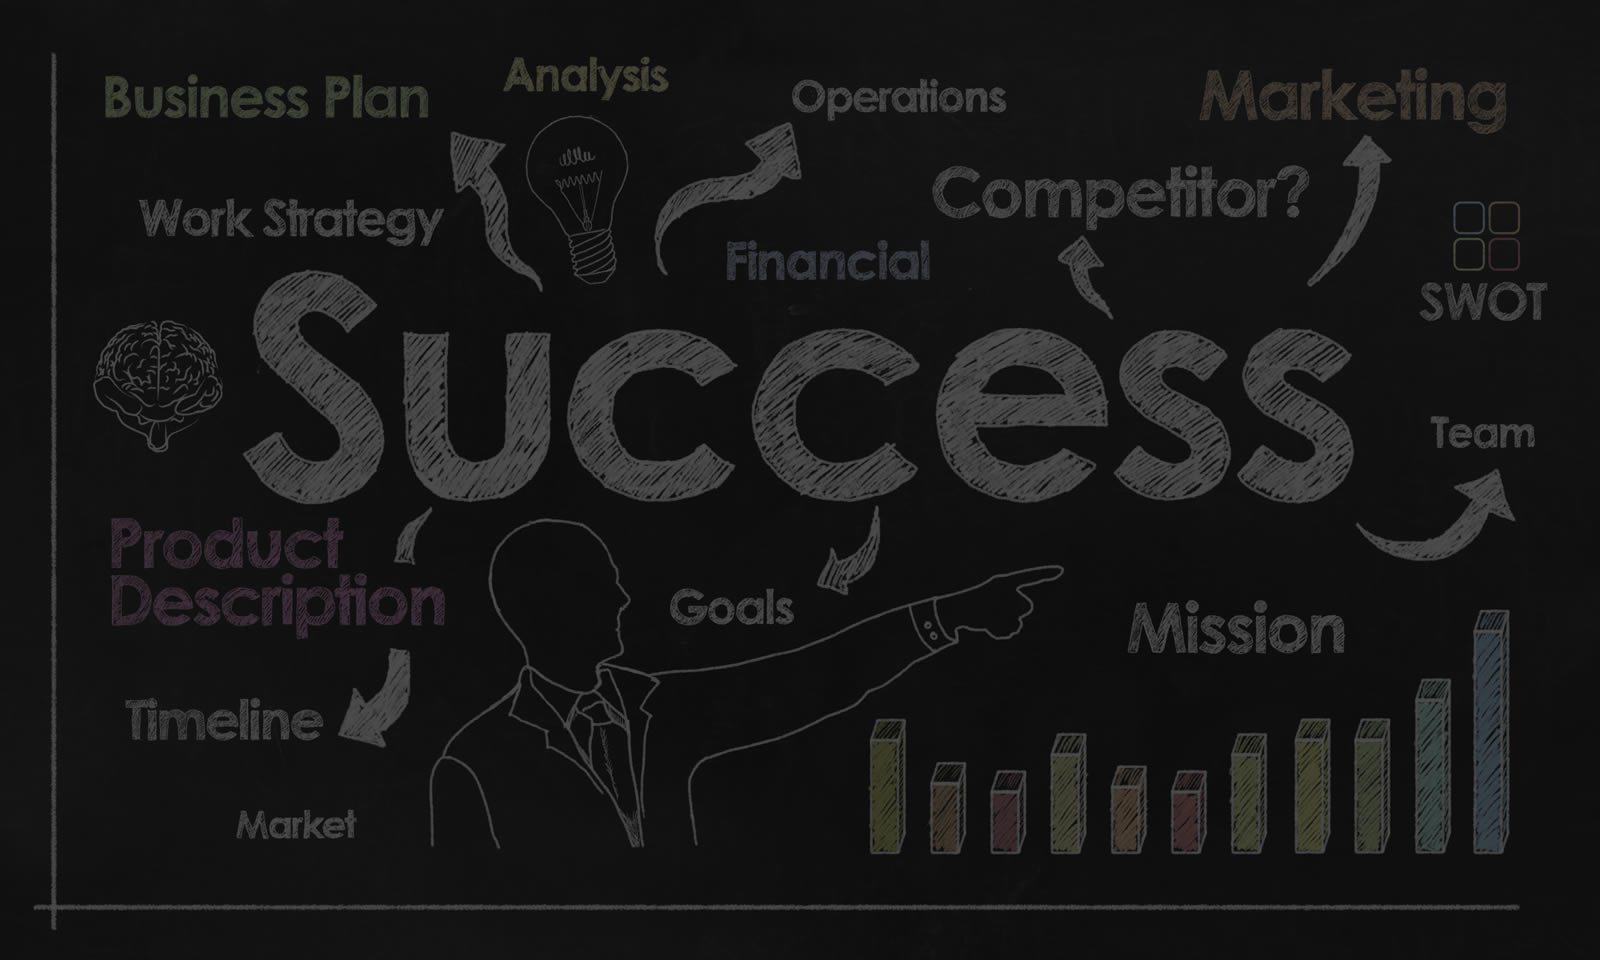 Business Plan
Analysis
Operations
Marketing
Work Strategy
Competitor?
Financial
SWOT
Success
Team
Product
Description
Goals
Mission
Timeline
Market